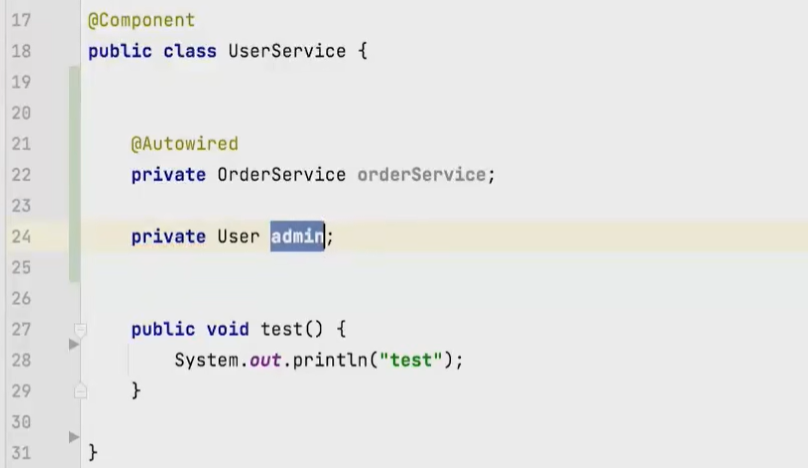 17 @Component
18 public class UserService {
19
20
21 @Autowired
22 private OrderService orderService;
23
24 private User admin;
25
26
27 public void test() {
28 System.out.println("test");
29 }
30
31 }